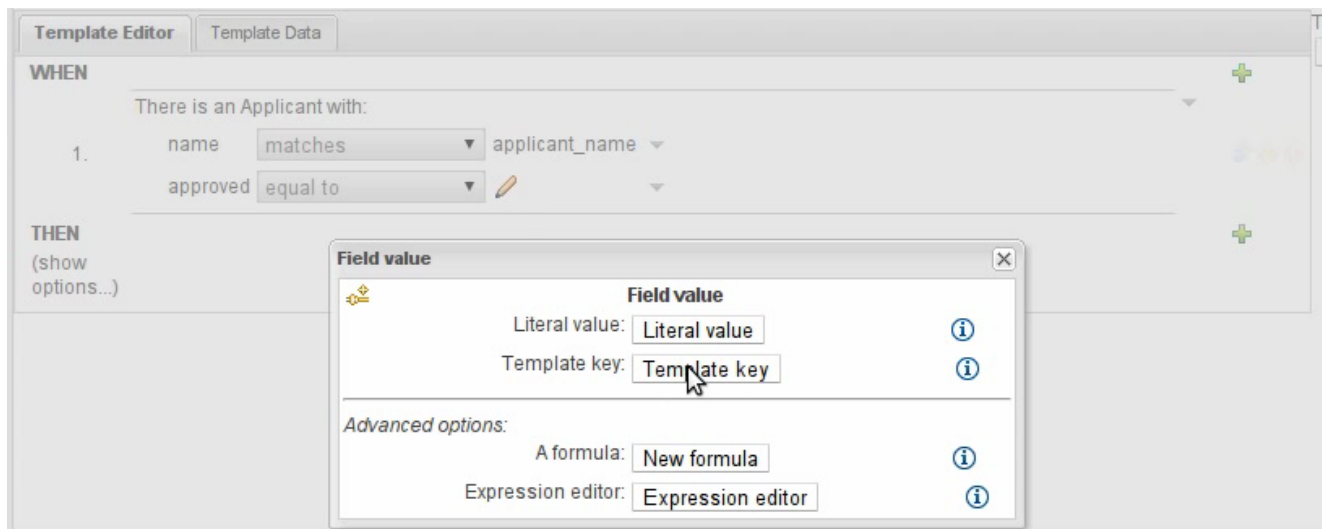 Template Editor Template Data
T
WHEN
There is an Applicant with:
1. name matches applicant_name
approved equal to
THEN
(show
options...)
Field value
Field value
Literal value: Literal value
Template key: Template key
Advanced options:
A formula: New formula
Expression editor: Expression editor